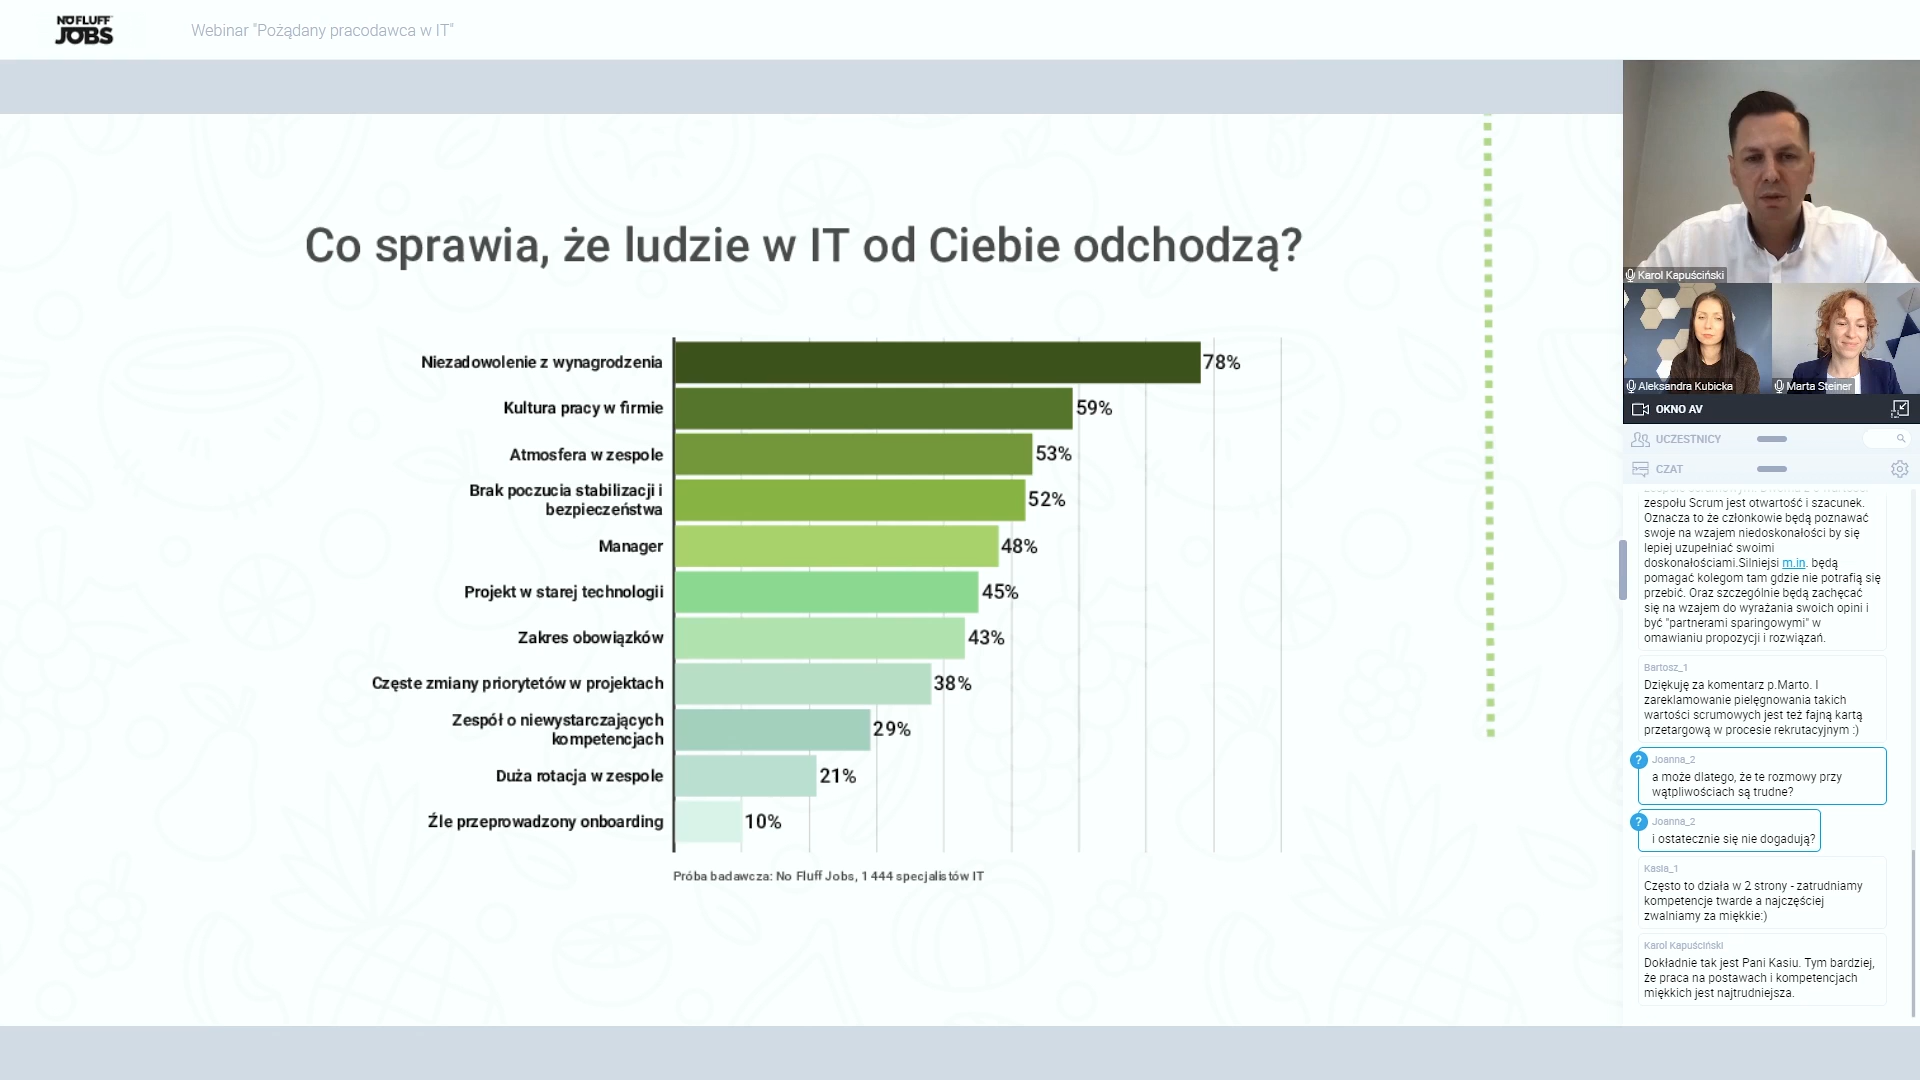 NO FLUFF
JOBS
Webinar "Pożądany pracodawca w IT"
Co sprawia, że ludzie w IT od Ciebie odchodzą?
Niezadowolenie z wynagrodzenia 78%
Kultura pracy w firmie 59%
Atmosfera w zespole 53%
Brak poczucia stabilizacji i
bezpieczeństwa 52%
Manager 48%
Projekt w starej technologii 45%
Zakres obowiązków 43%
Częste zmiany priorytetów w projektach 38%
Zespół o niewystarczających
kompetencjach 29%
Duża rotacja w zespole 21%
Źle przeprowadzony onboarding 10%
Próba badawcza: No Fluff Jobs, 1 444 specjalistów IT
Karol Kapuściński
Aleksandra Kubicka
Marta Steiner
OKNO AV
UCZESTNICY
CZAT
zespołu Scrum jest otwartość i szacunek.
Oznacza to że członkowie będą poznawać
swoje na wzajem niedoskonałości by się
lepiej uzupełniać swoimi
doskonałościami.Silniejsi m.in. będą
pomagać kolegom tam gdzie nie potrafią się
przebić. Oraz szczególnie będą zachęcać
się na wzajem do wyrażania swoich opini i
być "partnerami sparingowymi" w
omawianiu propozycji i rozwiązań.
Bartosz_1
Dziękuję za komentarz p.Marto. I
zareklamowanie pielęgnowania takich
wartości scrumowych jest też fajną kartą
przetargową w procesie rekrutacyjnym :)
?
Joanna_2
a może dlatego, że te rozmowy przy
wątpliwościach są trudne?
?
Joanna_2
i ostatecznie się nie dogadują?
Kasia_1
Często to działa w 2 strony - zatrudniamy
kompetencje twarde a najczęściej
zwalniamy za miękkie:)
Karol Kapuściński
Dokładnie tak jest Pani Kasiu. Tym bardziej,
że praca na postawach i kompetencjach
miękkich jest najtrudniejsza.